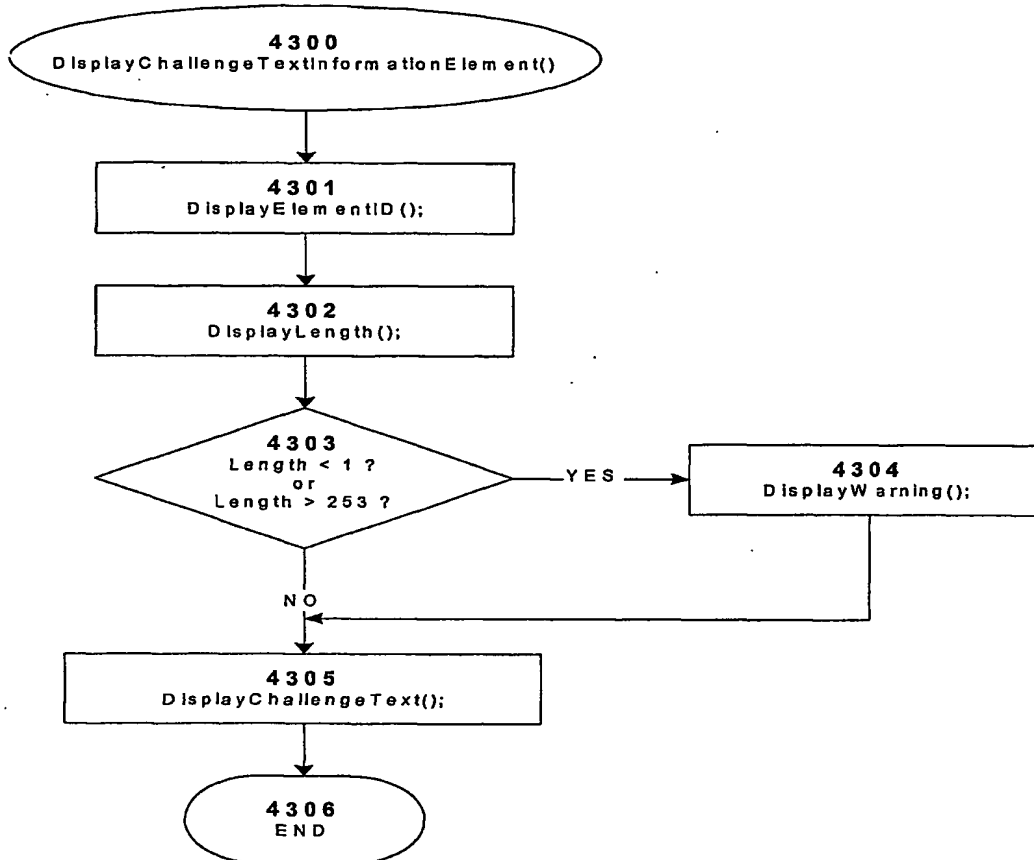 4300
DisplayChallengeTextInformationElement()
4301
DisplayElementID();
4302
DisplayLength();
4303
Length < 1 ?
or
Length > 253 ?
YES
4304
DisplayWarning();
NO
4305
DisplayChallengeText();
4306
END